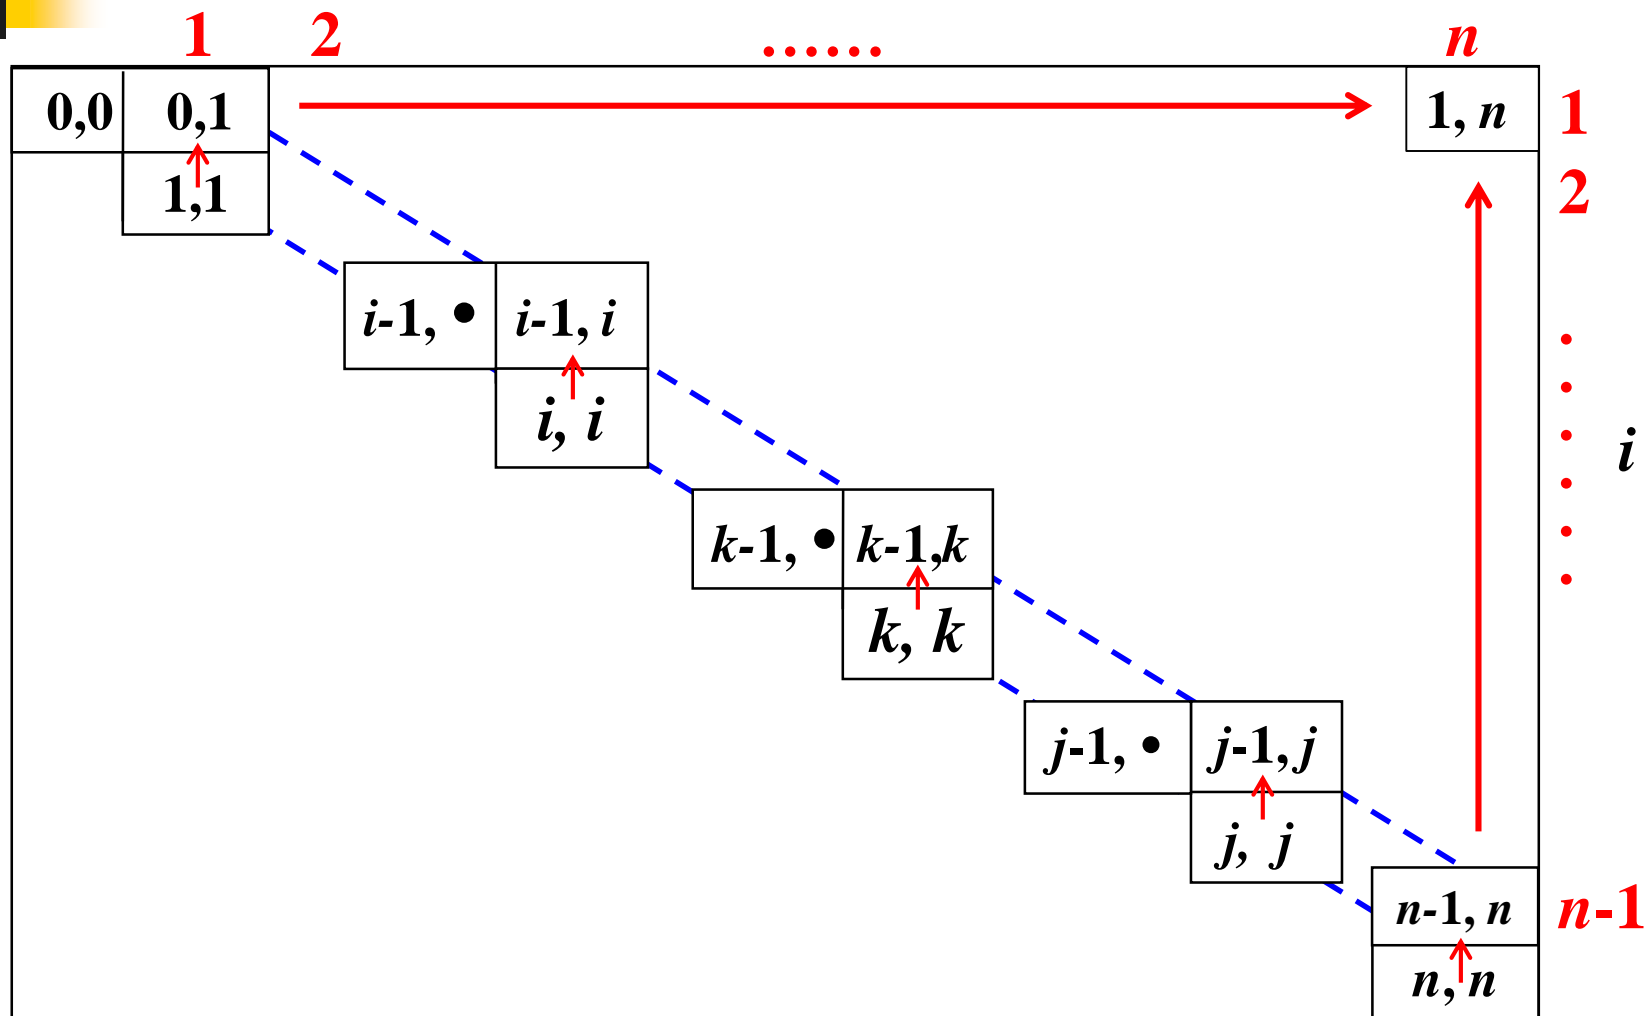 1 2 ...... n
0,0 0,1 1, n 1
1,1 2
i-1, • i-1, i
i, i i
k-1, • k-1,k
k, k
j-1, • j-1,j
j, j
n-1, n n-1
n, n